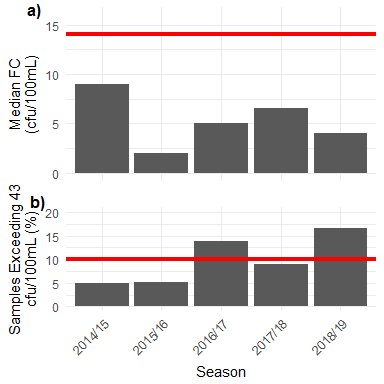 a)
Median FC
(cfu/100mL)
15
10
5
0
b)
Samples Exceeding 43
cfu/100mL (%)
20
15
10
5
0
2014/15
2015/16
2016/17
2017/18
2018/19
Season